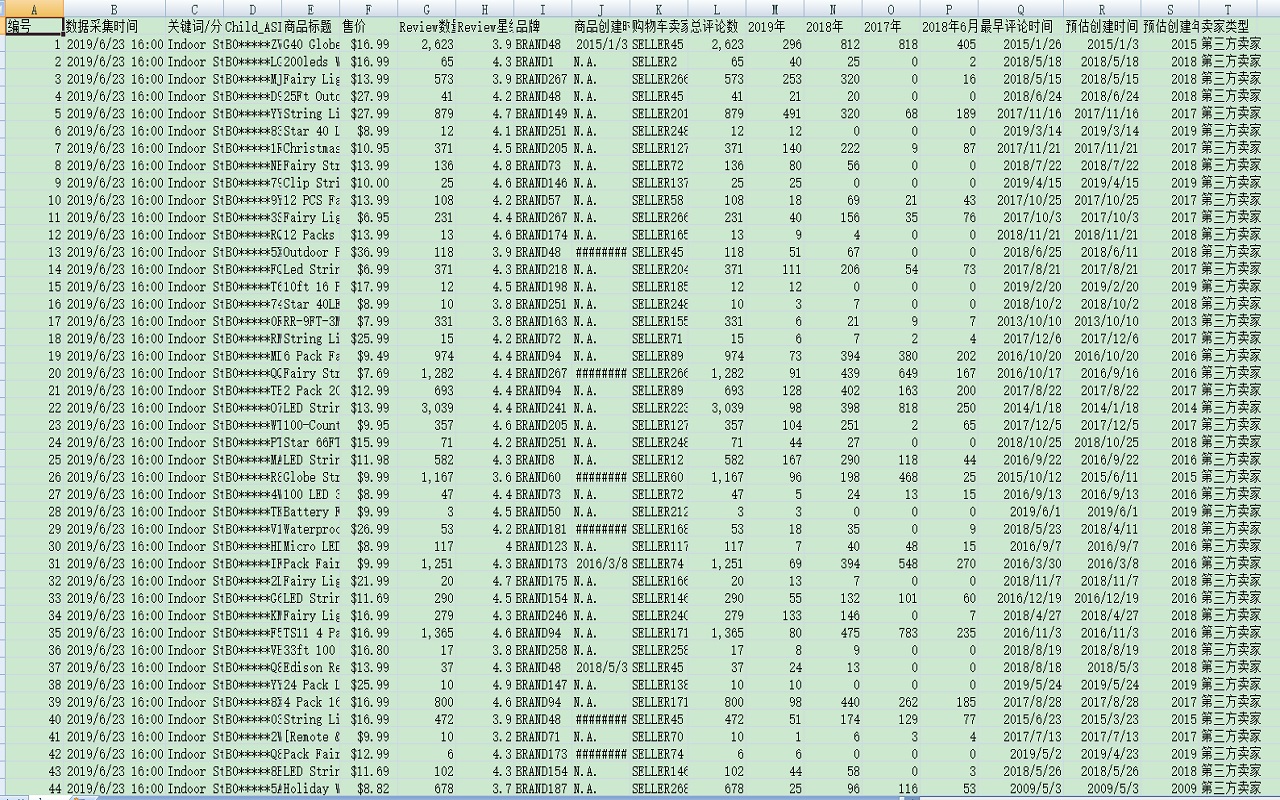 A B C D E F G H I J K L M N O P Q R S T
编号 数据采集时间 关键词/分 Child_ASI 商品标题 售价 Review数量 Review星级 品牌 商品创建时 购物车卖家 总评论数 2019年 2018年 2017年 2018年6月 最早评论时间 预估创建时间 预估创建年 卖家类型
1 2019/6/23 16:00 Indoor St B0*****ZV G40 Globe $16.99 2,623 3.9 BRAND48 2015/1/3 SELLER45 2,623 296 812 818 405 2015/1/26 2015/1/3 2015 第三方卖家
2 2019/6/23 16:00 Indoor St B0*****LG 200leds W $16.99 65 4.3 BRAND1 N.A. SELLER2 65 40 25 0 2 2018/5/18 2018/5/18 2018 第三方卖家
3 2019/6/23 16:00 Indoor St B0*****MJ Fairy Lig $13.99 573 3.9 BRAND267 N.A. SELLER266 573 253 320 0 16 2018/5/15 2018/5/15 2018 第三方卖家
4 2019/6/23 16:00 Indoor St B0*****D9 25Ft Outd $27.99 41 4.2 BRAND48 N.A. SELLER45 41 21 20 0 0 2018/6/24 2018/6/24 2018 第三方卖家
5 2019/6/23 16:00 Indoor St B0*****YY String Li $27.99 879 4.7 BRAND149 N.A. SELLER201 879 491 320 68 189 2017/11/16 2017/11/16 2017 第三方卖家
6 2019/6/23 16:00 Indoor St B0*****83 Star 40 L $8.99 12 4.1 BRAND251 N.A. SELLER248 12 12 0 0 0 2019/3/14 2019/3/14 2019 第三方卖家
7 2019/6/23 16:00 Indoor St B0*****1F Christmas $10.95 371 4.5 BRAND205 N.A. SELLER127 371 140 222 9 87 2017/11/21 2017/11/21 2017 第三方卖家
8 2019/6/23 16:00 Indoor St B0*****NE Fairy Str $13.99 136 4.8 BRAND73 N.A. SELLER72 136 80 56 0 0 2018/7/22 2018/7/22 2018 第三方卖家
9 2019/6/23 16:00 Indoor St B0*****79 Clip Stri $10.00 25 4.6 BRAND146 N.A. SELLER137 25 25 0 0 0 2019/4/15 2019/4/15 2019 第三方卖家
10 2019/6/23 16:00 Indoor St B0*****9V 12 PCS Fa $13.99 108 4.2 BRAND57 N.A. SELLER58 108 18 69 21 43 2017/10/25 2017/10/25 2017 第三方卖家
11 2019/6/23 16:00 Indoor St B0*****3S Fairy Lig $6.95 231 4.4 BRAND267 N.A. SELLER266 231 40 156 35 76 2017/10/3 2017/10/3 2017 第三方卖家
12 2019/6/23 16:00 Indoor St B0*****RC 12 Packs $13.99 13 4.6 BRAND174 N.A. SELLER165 13 9 4 0 0 2018/11/21 2018/11/21 2018 第三方卖家
13 2019/6/23 16:00 Indoor St B0*****5X Outdoor P $36.99 118 3.9 BRAND48 ######## SELLER45 118 51 67 0 0 2018/6/25 2018/6/11 2018 第三方卖家
14 2019/6/23 16:00 Indoor St B0*****FC Led Strin $6.99 371 4.3 BRAND218 N.A. SELLER204 371 111 206 54 73 2017/8/21 2017/8/21 2017 第三方卖家
15 2019/6/23 16:00 Indoor St B0*****T6 10ft 16 F $17.99 12 4.5 BRAND198 N.A. SELLER185 12 12 0 0 0 2019/2/20 2019/2/20 2019 第三方卖家
16 2019/6/23 16:00 Indoor St B0*****74 Star 40LE $8.99 10 3.8 BRAND251 N.A. SELLER248 10 3 7 0 0 2018/10/2 2018/10/2 2018 第三方卖家
17 2019/6/23 16:00 Indoor St B0*****OF RR-9FT-3M $7.99 331 3.8 BRAND163 N.A. SELLER155 331 6 21 9 7 2013/10/10 2013/10/10 2013 第三方卖家
18 2019/6/23 16:00 Indoor St B0*****RM String Li $25.99 15 4.2 BRAND72 N.A. SELLER71 15 6 7 2 4 2017/12/6 2017/12/6 2017 第三方卖家
19 2019/6/23 16:00 Indoor St B0*****MD 6 Pack Fa $9.49 974 4.4 BRAND94 N.A. SELLER89 974 73 394 380 202 2016/10/20 2016/10/20 2016 第三方卖家
20 2019/6/23 16:00 Indoor St B0*****QC Fairy Str $7.69 1,282 4.4 BRAND267 ######## SELLER266 1,282 91 439 649 167 2016/10/17 2016/9/16 2016 第三方卖家
21 2019/6/23 16:00 Indoor St B0*****TE 2 Pack 20 $12.99 693 4.4 BRAND94 N.A. SELLER89 693 128 402 163 200 2017/8/22 2017/8/22 2017 第三方卖家
22 2019/6/23 16:00 Indoor St B0*****O7 LED Strin $13.99 3,039 4.4 BRAND241 N.A. SELLER223 3,039 98 398 818 250 2014/1/18 2014/1/18 2014 第三方卖家
23 2019/6/23 16:00 Indoor St B0*****WT 100-Count $9.95 357 4.6 BRAND205 N.A. SELLER127 357 104 251 2 65 2017/12/5 2017/12/5 2017 第三方卖家
24 2019/6/23 16:00 Indoor St B0*****PT Star 66FT $15.99 71 4.2 BRAND251 N.A. SELLER248 71 44 27 0 0 2018/10/25 2018/10/25 2018 第三方卖家
25 2019/6/23 16:00 Indoor St B0*****MA LED Strin $11.98 582 4.3 BRAND8 N.A. SELLER12 582 167 290 118 44 2016/9/22 2016/9/22 2016 第三方卖家
26 2019/6/23 16:00 Indoor St B0*****R8 Globe Str $9.99 1,167 3.6 BRAND60 ######## SELLER60 1,167 96 198 468 25 2015/10/12 2015/6/11 2015 第三方卖家
27 2019/6/23 16:00 Indoor St B0*****4W 100 LED 3 $8.99 47 4.4 BRAND73 N.A. SELLER72 47 5 24 13 15 2016/9/13 2016/9/13 2016 第三方卖家
28 2019/6/23 16:00 Indoor St B0*****TH Battery F $9.99 3 4.5 BRAND50 N.A. SELLER212 3 3 0 0 0 2019/6/1 2019/6/1 2019 第三方卖家
29 2019/6/23 16:00 Indoor St B0*****V1 Waterproo $26.99 53 4.2 BRAND181 ######## SELLER168 53 18 35 0 9 2018/5/23 2018/4/11 2018 第三方卖家
30 2019/6/23 16:00 Indoor St B0*****HD Micro LED $8.99 117 4 BRAND123 N.A. SELLER117 117 7 40 48 15 2016/9/7 2016/9/7 2016 第三方卖家
31 2019/6/23 16:00 Indoor St B0*****IF Pack Fair $9.99 1,251 4.3 BRAND173 2016/3/8 SELLER74 1,251 69 394 548 270 2016/3/30 2016/3/8 2016 第三方卖家
32 2019/6/23 16:00 Indoor St B0*****2L Fairy Lig $21.99 20 4.7 BRAND175 N.A. SELLER166 20 13 7 0 0 2018/11/7 2018/11/7 2018 第三方卖家
33 2019/6/23 16:00 Indoor St B0*****G6 LED Strin $11.69 290 4.5 BRAND154 N.A. SELLER146 290 55 132 101 60 2016/12/19 2016/12/19 2016 第三方卖家
34 2019/6/23 16:00 Indoor St B0*****KM Fairy Lig $16.99 279 4.3 BRAND246 N.A. SELLER240 279 133 146 0 7 2018/4/27 2018/4/27 2018 第三方卖家
35 2019/6/23 16:00 Indoor St B0*****F5 TS11 4 Pa $16.99 1,365 4.6 BRAND94 N.A. SELLER171 1,365 80 475 783 235 2016/11/3 2016/11/3 2016 第三方卖家
36 2019/6/23 16:00 Indoor St B0*****VE 33ft 100 $16.80 17 3.8 BRAND258 N.A. SELLER258 17 8 9 0 0 2018/8/19 2018/8/19 2018 第三方卖家
37 2019/6/23 16:00 Indoor St B0*****Q8 Edison Re $13.99 37 4.3 BRAND48 2018/5/3 SELLER45 37 24 13 0 0 2018/8/18 2018/5/3 2018 第三方卖家
38 2019/6/23 16:00 Indoor St B0*****YY 24 Pack L $25.99 10 4.9 BRAND147 N.A. SELLER138 10 10 0 0 0 2019/5/24 2019/5/24 2019 第三方卖家
39 2019/6/23 16:00 Indoor St B0*****8X 4 Pack 16 $16.99 800 4.6 BRAND94 N.A. SELLER171 800 98 440 262 185 2017/8/28 2017/8/28 2017 第三方卖家
40 2019/6/23 16:00 Indoor St B0*****03 String Li $16.99 472 3.9 BRAND48 ######## SELLER45 472 51 174 129 77 2015/6/23 2015/3/23 2015 第三方卖家
41 2019/6/23 16:00 Indoor St B0*****2W [Remote & $9.99 10 3.2 BRAND71 N.A. SELLER70 10 1 6 3 4 2017/7/13 2017/7/13 2017 第三方卖家
42 2019/6/23 16:00 Indoor St B0*****QS Pack Fair $12.99 6 4.3 BRAND173 ######## SELLER74 6 6 0 0 0 2019/5/2 2019/4/23 2019 第三方卖家
43 2019/6/23 16:00 Indoor St B0*****8E LED Strin $11.69 102 4.3 BRAND154 N.A. SELLER146 102 44 58 0 3 2018/5/26 2018/5/26 2018 第三方卖家
44 2019/6/23 16:00 Indoor St B0*****5A Holiday W $8.82 678 3.7 BRAND187 N.A. SELLER268 678 25 96 116 53 2009/5/3 2009/5/3 2009 第三方卖家